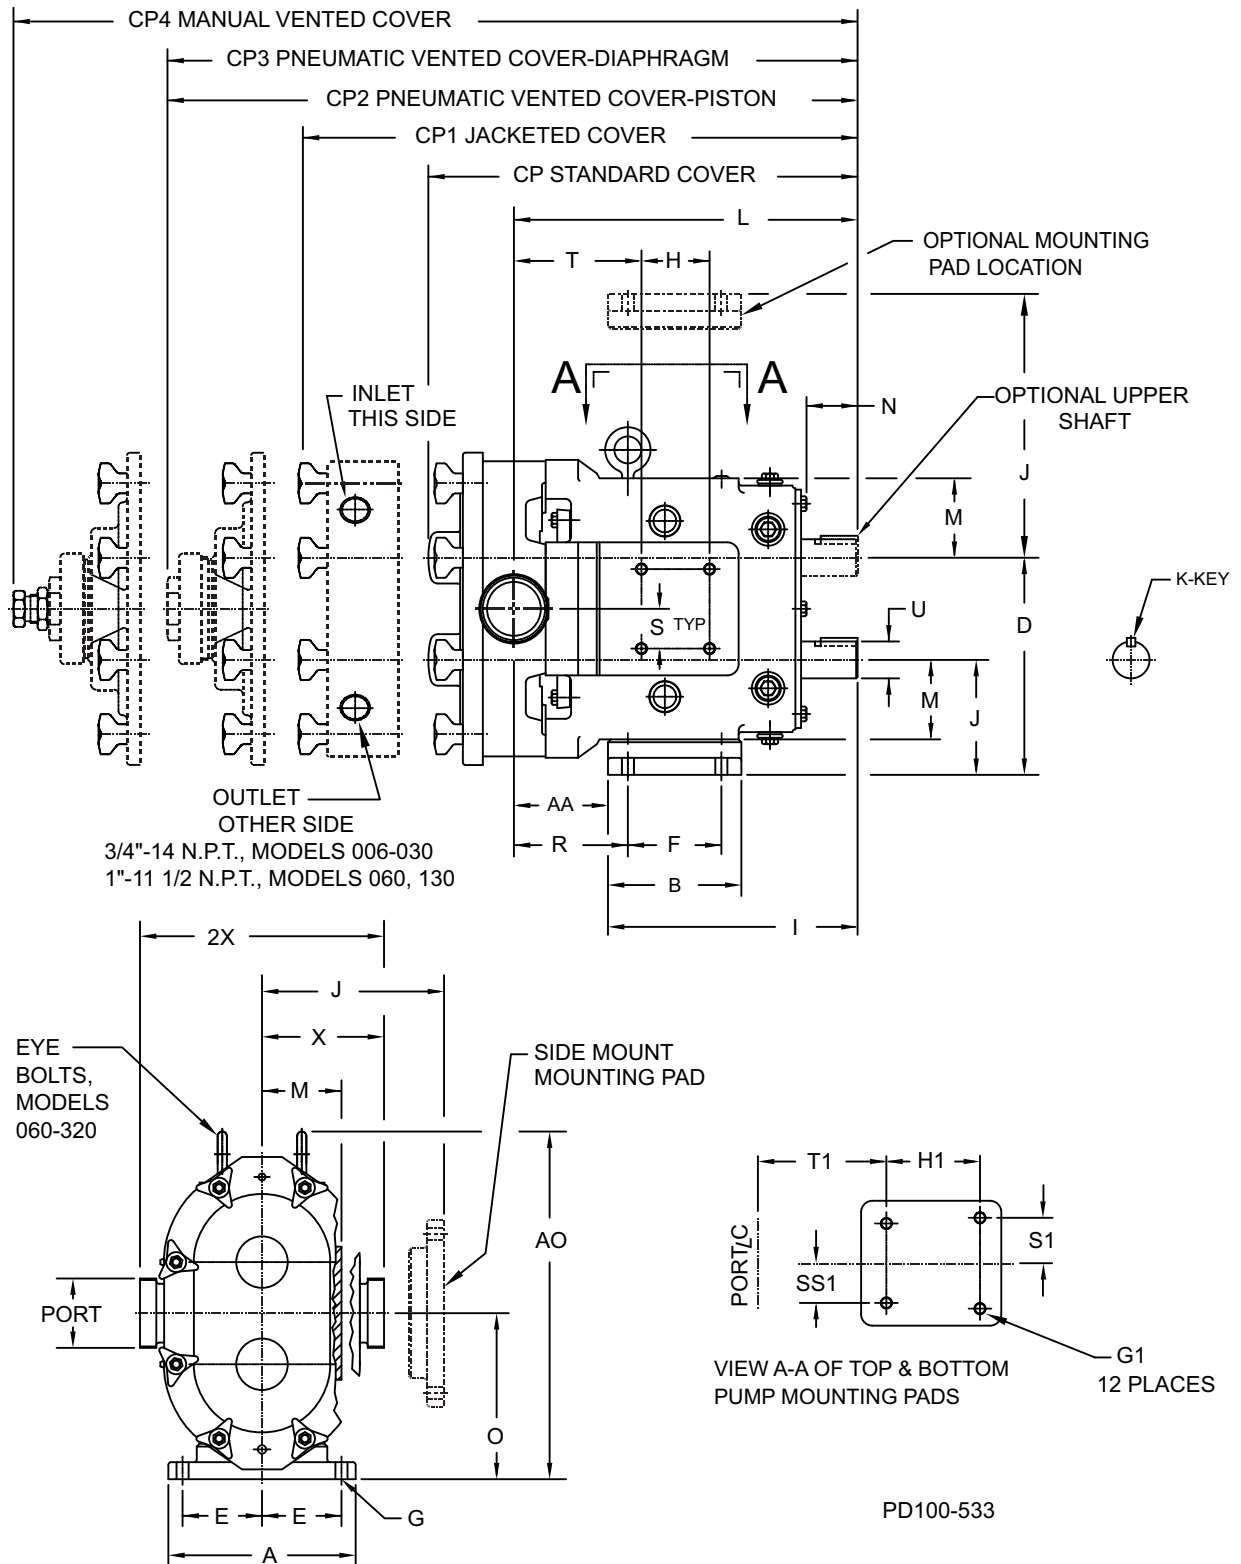 CP4 MANUAL VENTED COVER
CP3 PNEUMATIC VENTED COVER-DIAPHRAGM
CP2 PNEUMATIC VENTED COVER-PISTON
CP1 JACKETED COVER
CP STANDARD COVER
L
OPTIONAL MOUNTING
PAD LOCATION
T
H
A
A
INLET
THIS SIDE
N
OPTIONAL UPPER
SHAFT
J
M
K-KEY
U
D
S TYP
M
J
OUTLET
OTHER SIDE
3/4"-14 N.P.T., MODELS 006-030
1"-11 1/2 N.P.T., MODELS 060, 130
AA
R
F
B
I
2X
J
X
M
EYE
BOLTS,
MODELS
060-320
SIDE MOUNT
MOUNTING PAD
PORT
AO
O
E
E
G
A
T1
H1
PORT C/L
S1
SS1
G1
12 PLACES
VIEW A-A OF TOP & BOTTOM
PUMP MOUNTING PADS
PD100-533